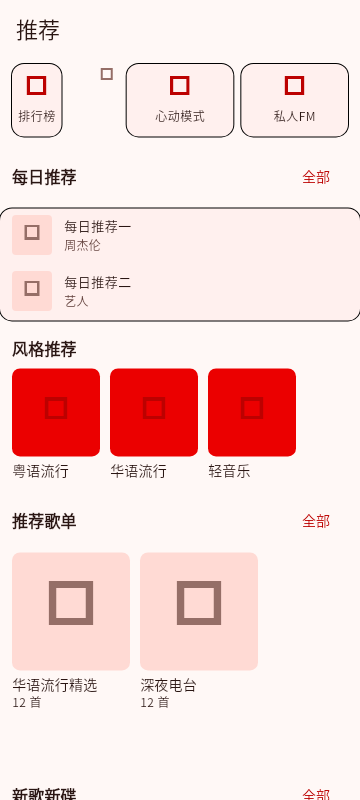 推荐
排行榜
心动模式
私人FM
每日推荐
全部
每日推荐一
周杰伦
每日推荐二
艺人
风格推荐
粤语流行
华语流行
轻音乐
推荐歌单
全部
华语流行精选
12 首
深夜电台
12 首
新歌新碟
全部